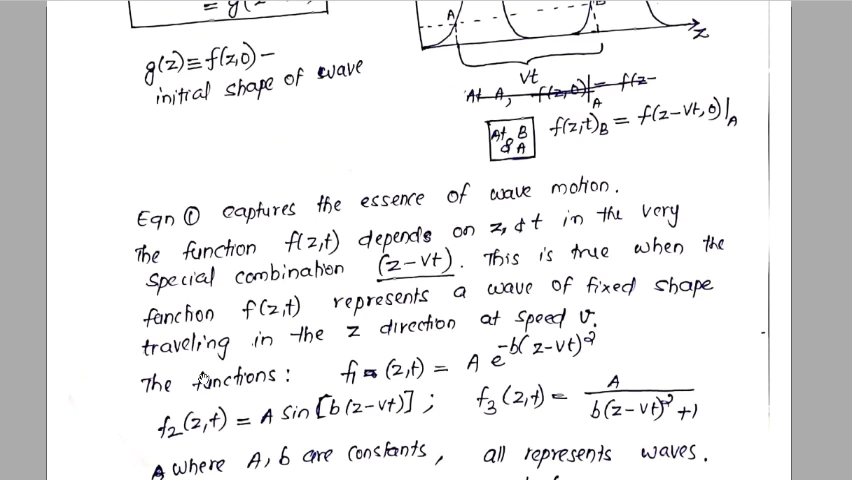 = g(z
A
B
z
vt
g(z) ≡ f(z,0) –
initial shape of wave
At A, f(z,0)|A = f(z–
At B & A
f(z,t)B = f(z–vt,0)|A
Eqn ① captures the essence of wave motion.
The function f(z,t) depends on z, & t in the very
special combination (z–vt). This is true when the
function f(z,t) represents a wave of fixed shape
traveling in the z direction at speed v.
The functions: f1(z,t) = A e^-b(z–vt)²
f2(z,t) = A sin[b(z–vt)] ; f3(z,t) = A / b(z–vt)²+1
where A, b are constants, all represents waves.